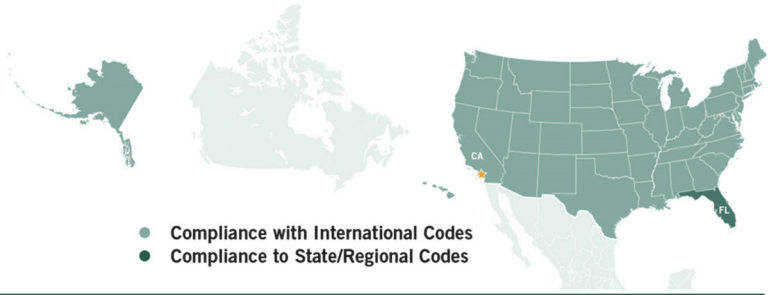 CA
FL
Compliance with International Codes
Compliance to State/Regional Codes